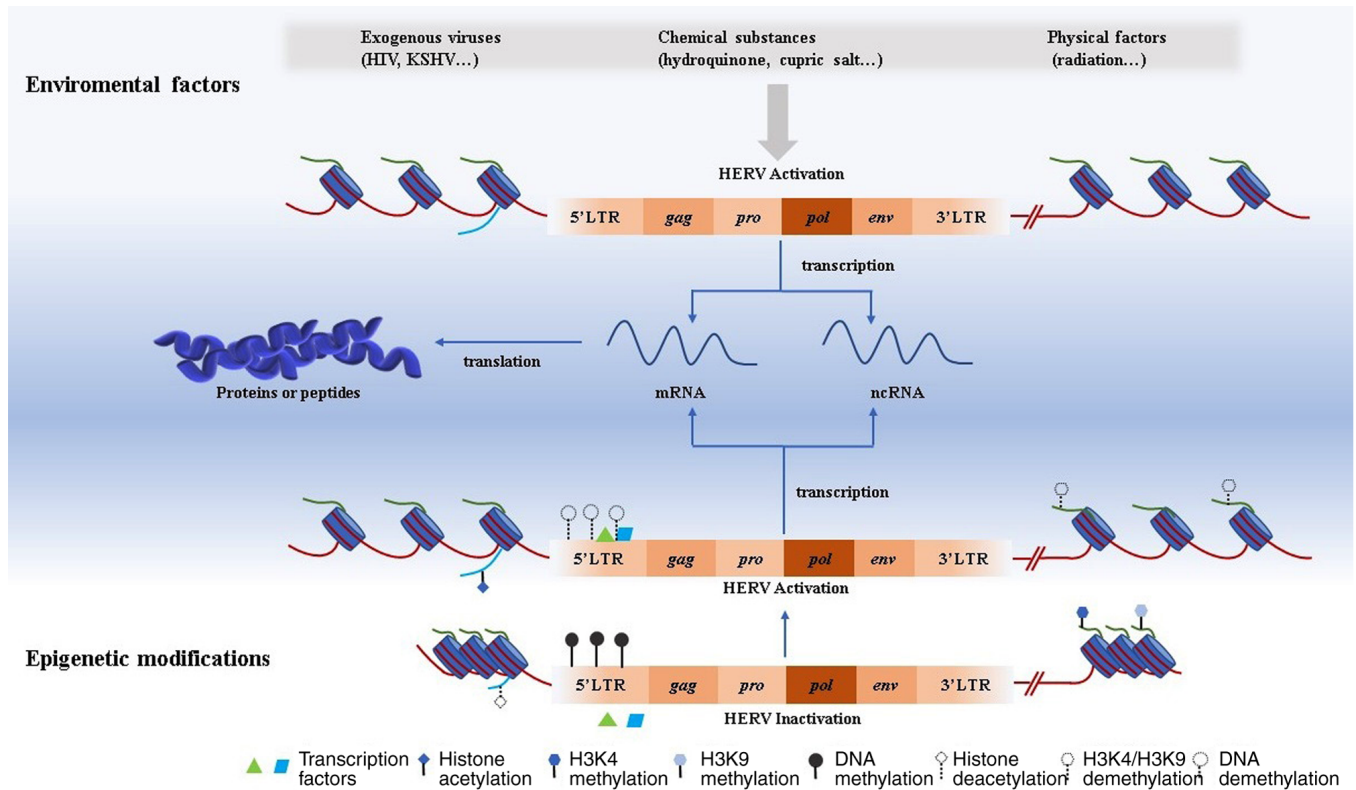 Exogenous viruses
(HIV, KSHV...)
Chemical substances
(hydroquinone, cupric salt...)
Physical factors
(radiation...)
Enviromental factors
HERV Activation
5'LTR gag pro pol env 3'LTR
transcription
translation
Proteins or peptides
mRNA
ncRNA
transcription
5'LTR gag pro pol env 3'LTR
HERV Activation
Epigenetic modifications
5'LTR gag pro pol env 3'LTR
HERV Inactivation
Transcription
factors
Histone
acetylation
H3K4
methylation
H3K9
methylation
DNA
methylation
Histone
deacetylation
H3K4/H3K9
demethylation
DNA
demethylation